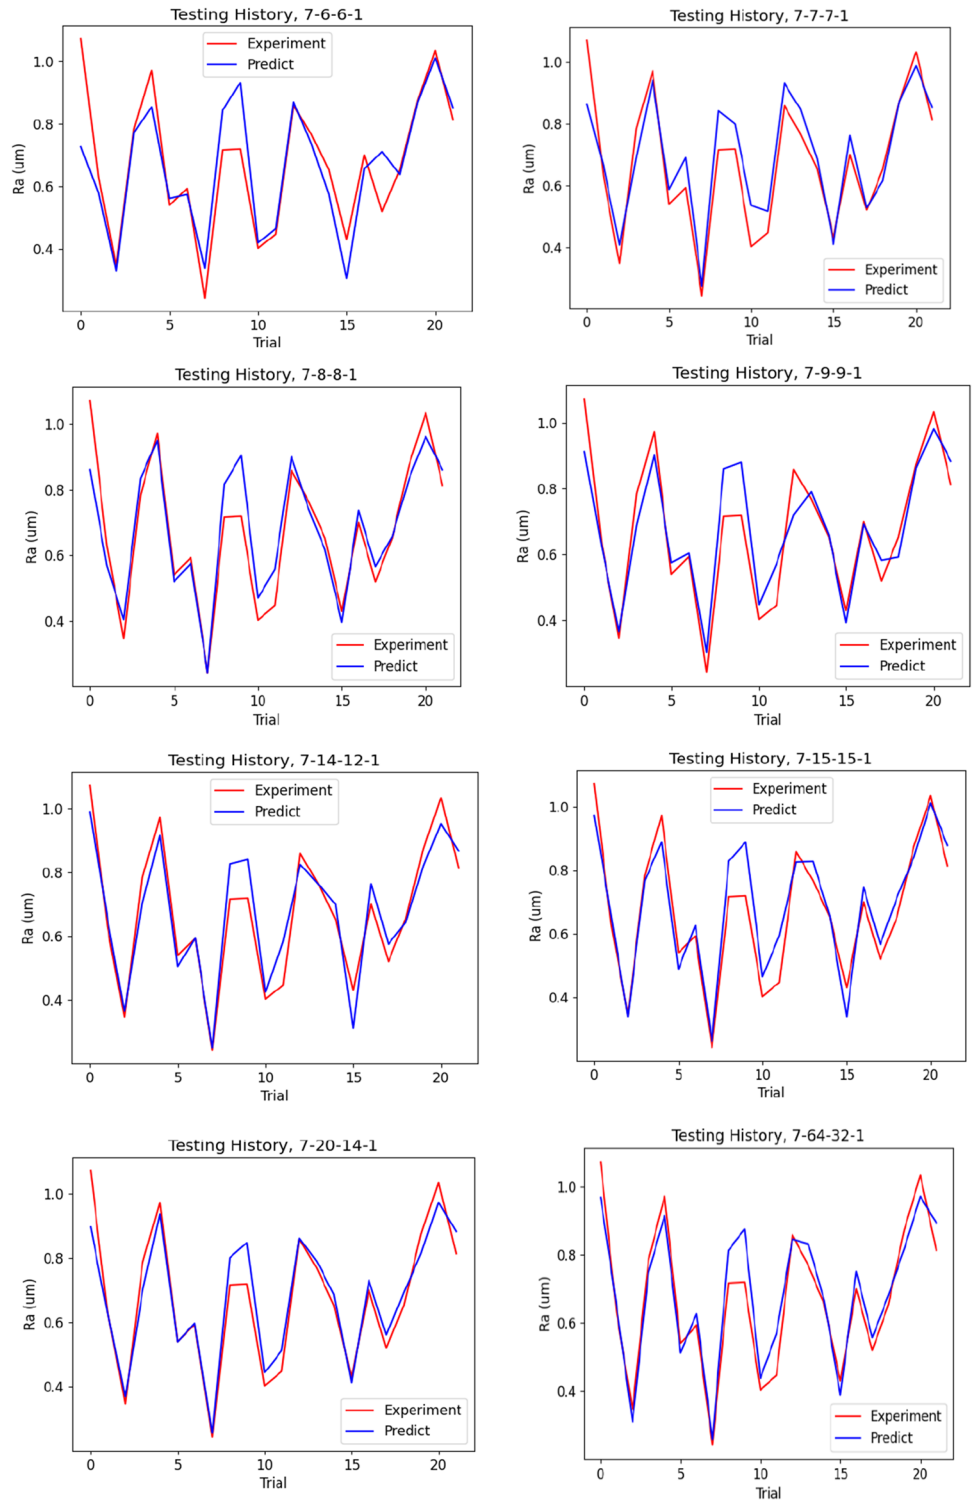 Testing History, 7-6-6-1
Experiment
Predict
Ra (um)
1.0
0.8
0.6
0.4
0 5 10 15 20
Trial
Testing History, 7-7-7-1
Ra (um)
1.0
0.8
0.6
0.4
Experiment
Predict
0 5 10 15 20
Trial
Testing History, 7-8-8-1
Ra (um)
1.0
0.8
0.6
0.4
Experiment
Predict
0 5 10 15 20
Trial
Testing History, 7-9-9-1
Ra (um)
1.0
0.8
0.6
0.4
Experiment
Predict
0 5 10 15 20
Trial
Testing History, 7-14-12-1
Experiment
Predict
Ra (um)
1.0
0.8
0.6
0.4
0 5 10 15 20
Trial
Testing History, 7-15-15-1
Experiment
Predict
Ra (um)
1.0
0.8
0.6
0.4
0 5 10 15 20
Trial
Testing History, 7-20-14-1
Ra (um)
1.0
0.8
0.6
0.4
Experiment
Predict
0 5 10 15 20
Trial
Testing History, 7-64-32-1
Ra (um)
1.0
0.8
0.6
0.4
Experiment
Predict
0 5 10 15 20
Trial